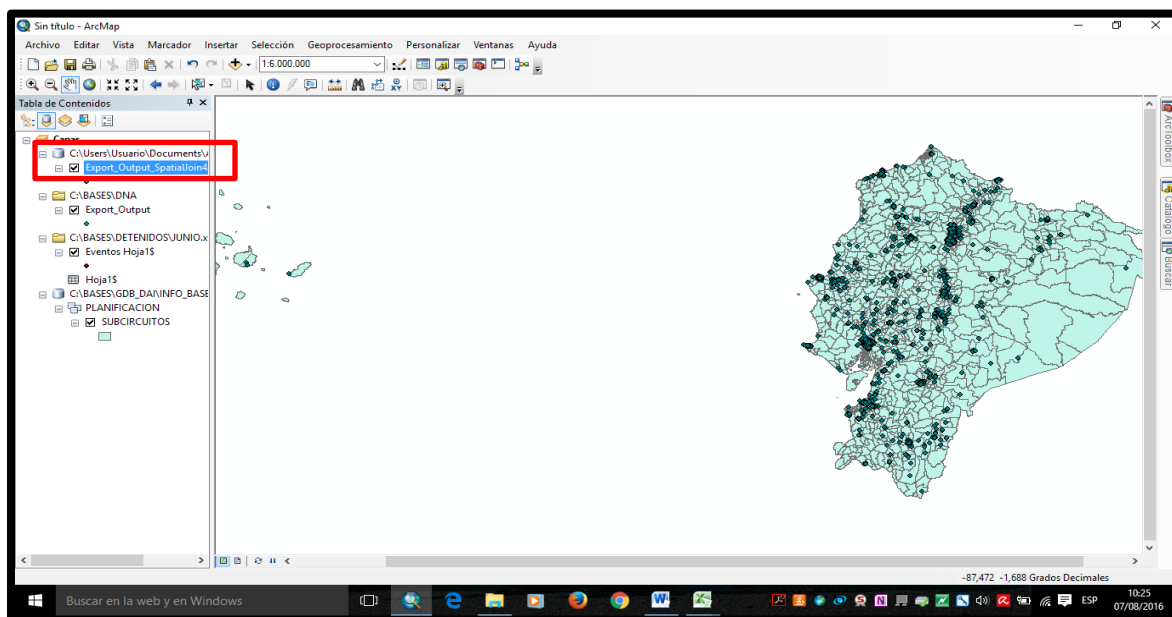 Sin título - ArcMap
Archivo Editar Vista Marcador Insertar Selección Geoprocesamiento Personalizar Ventanas Ayuda
1:6.000.000
Tabla de Contenidos
Capas
C:\Users\Usuario\Documents\A
Export_Output_SpatialJoin4
C:\BASES\DNA
Export_Output
C:\BASES\DETENIDOS\JUNIO.x
Eventos Hoja1$
Hoja1$
C:\BASES\GDB_DAI\INFO_BASE
PLANIFICACION
SUBCIRCUITOS
ArcToolbox
Catálogo
Buscar
-87,472 -1,688 Grados Decimales
Buscar en la web y en Windows
ESP
10:25
07/08/2016